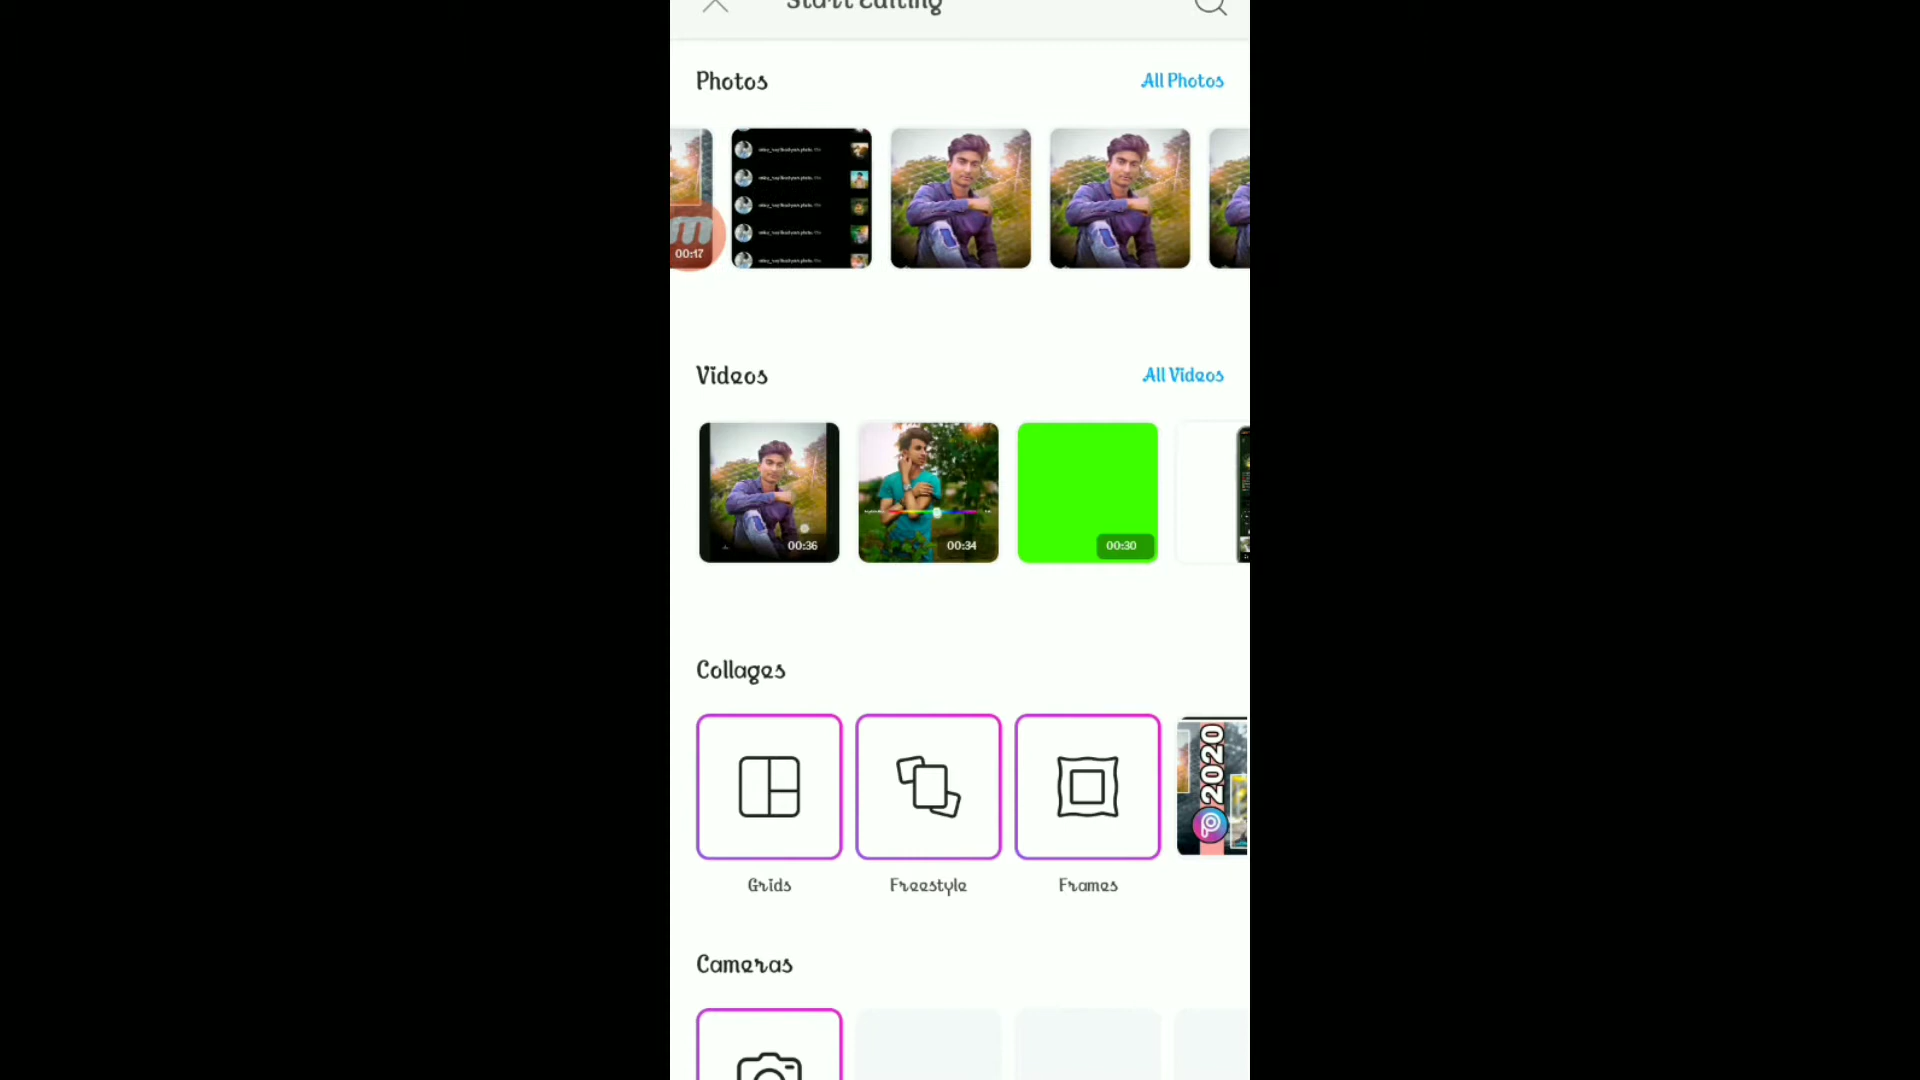 Start Editing
Photos
All Photos
00:17
Videos
All Videos
00:36
00:34
00:30
Collages
2020
Grids
Freestyle
Frames
Cameras